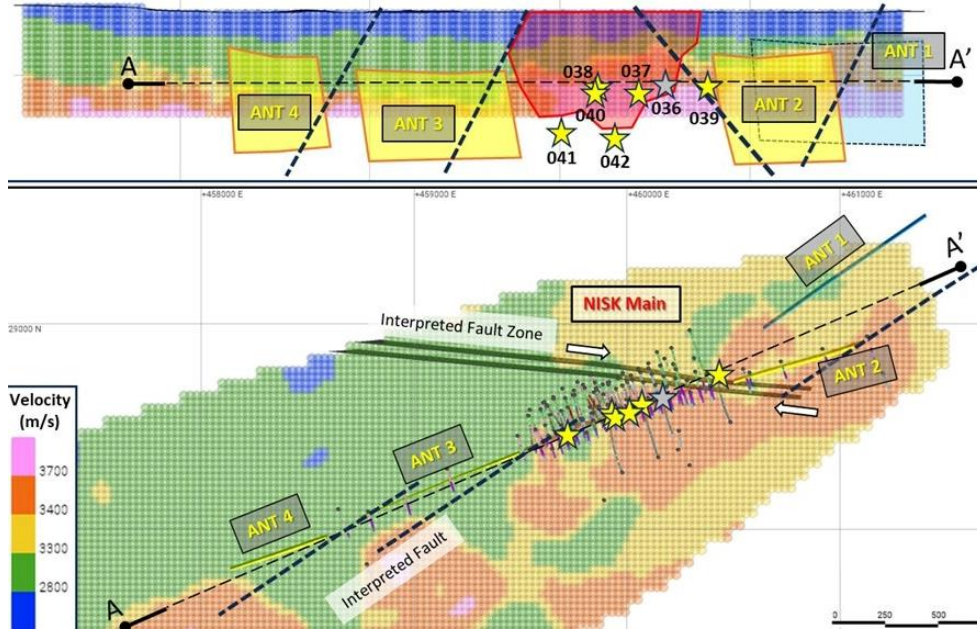 A
A'
ANT 1
ANT 4
ANT 3
038
037
036
ANT 2
040
039
041
042
+458000 E
+459000 E
+460000 E
+461000 E
ANT 1
A'
NISK Main
Interpreted Fault Zone
29000 N
ANT 2
Velocity
(m/s)
3700
3400
3300
2800
ANT 3
ANT 4
Interpreted Fault
A
0
250
500